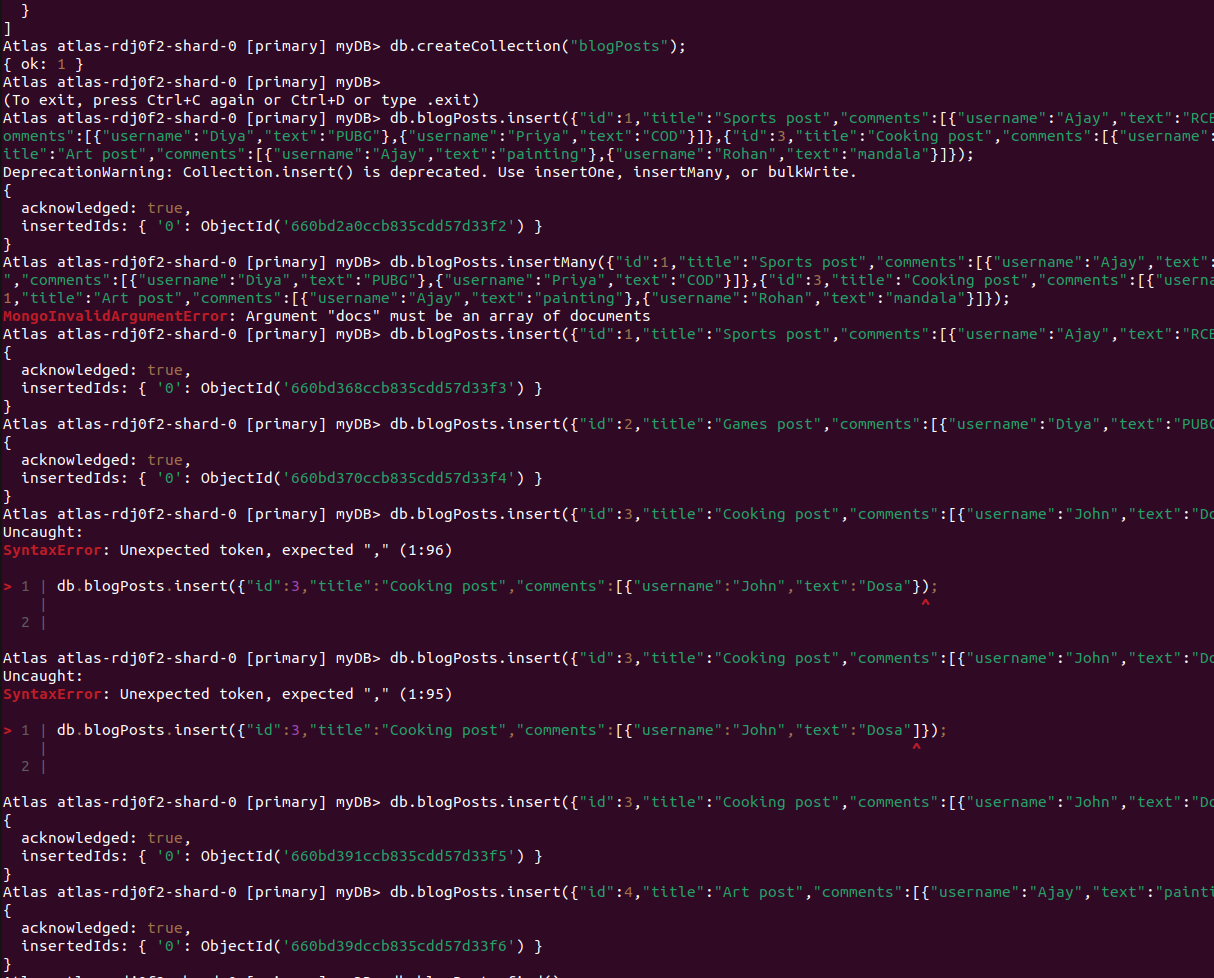 }
]
Atlas atlas-rdj0f2-shard-0 [primary] myDB> db.createCollection("blogPosts");
{ ok: 1 }
Atlas atlas-rdj0f2-shard-0 [primary] myDB>
(To exit, press Ctrl+C again or Ctrl+D or type .exit)
Atlas atlas-rdj0f2-shard-0 [primary] myDB> db.blogPosts.insert({"id":1,"title":"Sports post","comments":[{"username":"Ajay","text":"RCB
omments":[{"username":"Diya","text":"PUBG"},{"username":"Priya","text":"COD"}]},{"id":3,"title":"Cooking post","comments":[{"username":
itle":"Art post","comments":[{"username":"Ajay","text":"painting"},{"username":"Rohan","text":"mandala"}]});
DeprecationWarning: Collection.insert() is deprecated. Use insertOne, insertMany, or bulkWrite.
{
acknowledged: true,
insertedIds: { '0': ObjectId('660bd2a0ccb835cdd57d33f2') }
}
Atlas atlas-rdj0f2-shard-0 [primary] myDB> db.blogPosts.insertMany({"id":1,"title":"Sports post","comments":[{"username":"Ajay","text":
","comments":[{"username":"Diya","text":"PUBG"},{"username":"Priya","text":"COD"}]},{"id":3,"title":"Cooking post","comments":[{"userna
1,"title":"Art post","comments":[{"username":"Ajay","text":"painting"},{"username":"Rohan","text":"mandala"}]});
MongoInvalidArgumentError: Argument "docs" must be an array of documents
Atlas atlas-rdj0f2-shard-0 [primary] myDB> db.blogPosts.insert({"id":1,"title":"Sports post","comments":[{"username":"Ajay","text":"RCB
{
acknowledged: true,
insertedIds: { '0': ObjectId('660bd368ccb835cdd57d33f3') }
}
Atlas atlas-rdj0f2-shard-0 [primary] myDB> db.blogPosts.insert({"id":2,"title":"Games post","comments":[{"username":"Diya","text":"PUBG
{
acknowledged: true,
insertedIds: { '0': ObjectId('660bd370ccb835cdd57d33f4') }
}
Atlas atlas-rdj0f2-shard-0 [primary] myDB> db.blogPosts.insert({"id":3,"title":"Cooking post","comments":[{"username":"John","text":"Do
Uncaught:
SyntaxError: Unexpected token, expected "," (1:96)
> 1 | db.blogPosts.insert({"id":3,"title":"Cooking post","comments":[{"username":"John","text":"Dosa"});
| ^
2 |
Atlas atlas-rdj0f2-shard-0 [primary] myDB> db.blogPosts.insert({"id":3,"title":"Cooking post","comments":[{"username":"John","text":"Do
Uncaught:
SyntaxError: Unexpected token, expected "," (1:95)
> 1 | db.blogPosts.insert({"id":3,"title":"Cooking post","comments":[{"username":"John","text":"Dosa"]});
| ^
2 |
Atlas atlas-rdj0f2-shard-0 [primary] myDB> db.blogPosts.insert({"id":3,"title":"Cooking post","comments":[{"username":"John","text":"Do
{
acknowledged: true,
insertedIds: { '0': ObjectId('660bd391ccb835cdd57d33f5') }
}
Atlas atlas-rdj0f2-shard-0 [primary] myDB> db.blogPosts.insert({"id":4,"title":"Art post","comments":[{"username":"Ajay","text":"painti
{
acknowledged: true,
insertedIds: { '0': ObjectId('660bd39dccb835cdd57d33f6') }
}